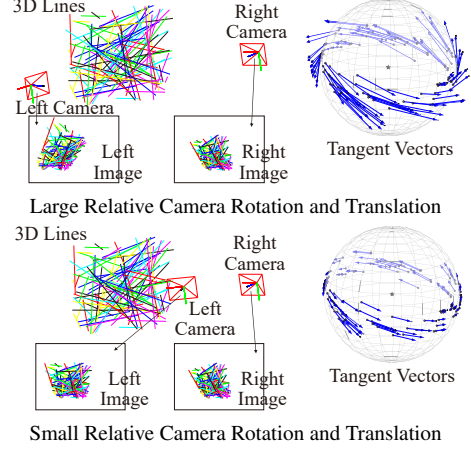 3D Lines
Right
Camera
Left Camera
Left
Image
Right
Image
Tangent Vectors
Large Relative Camera Rotation and Translation
3D Lines
Right
Camera
Left
Camera
Left
Image
Right
Image
Tangent Vectors
Small Relative Camera Rotation and Translation